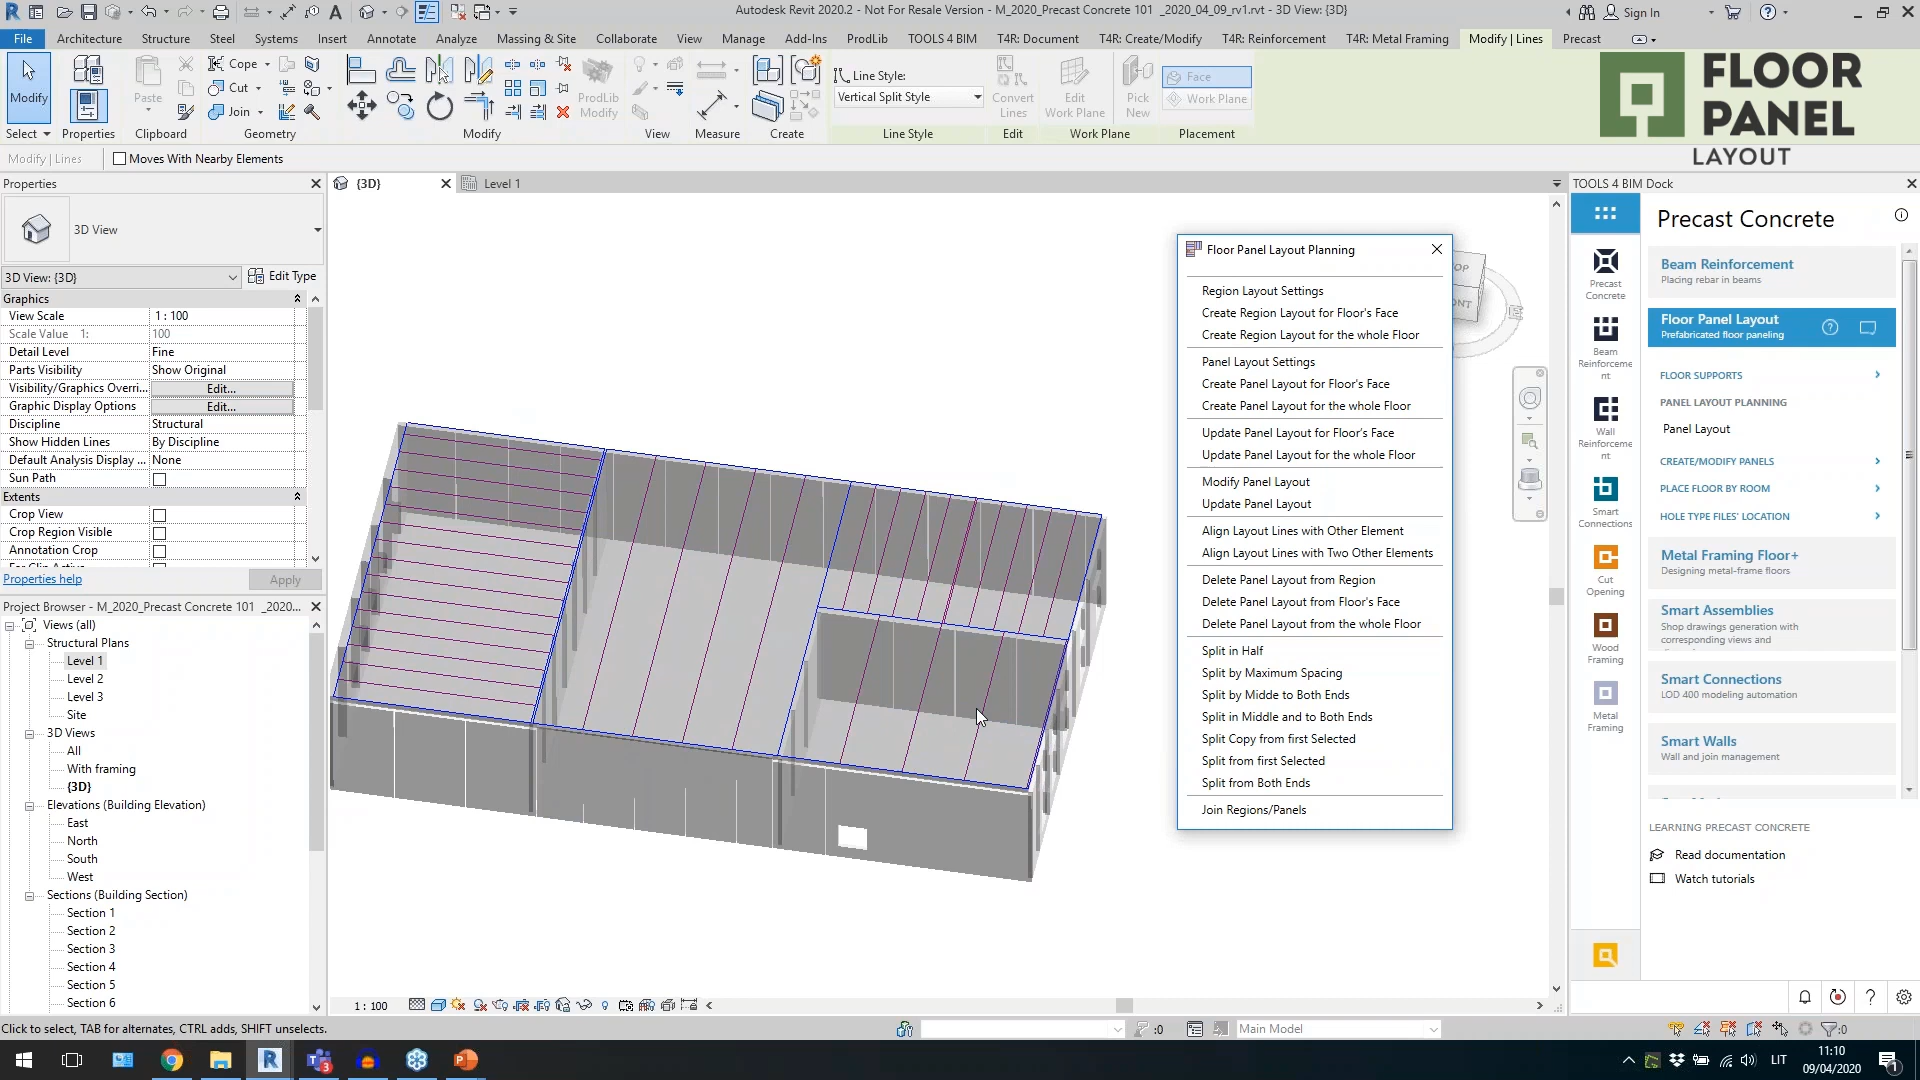 Autodesk Revit 2020.2 - Not For Resale Version - M_2020_Precast Concrete 101 _2020_04_09_rv1.rvt - 3D View: {3D}
Sign In
File
Architecture
Structure
Steel
Systems
Insert
Annotate
Analyze
Massing & Site
Collaborate
View
Manage
Add-Ins
ProdLib
TOOLS 4 BIM
T4R: Document
T4R: Create/Modify
T4R: Reinforcement
T4R: Metal Framing
Modify | Lines
Precast
Modify
Paste
Cope
Cut
Join
ProdLib
Modify
Line Style:
Vertical Split Style
Convert
Lines
Edit
Work Plane
Pick
New
Face
Work Plane
Select
Properties
Clipboard
Geometry
Modify
View
Measure
Create
Line Style
Edit
Work Plane
Placement
FLOOR
PANEL
LAYOUT
Modify | Lines
Moves With Nearby Elements
Properties
3D View
3D View: {3D}
Edit Type
Graphics
View Scale
1 : 100
Scale Value 1:
100
Detail Level
Fine
Parts Visibility
Show Original
Visibility/Graphics Overri...
Edit...
Graphic Display Options
Edit...
Discipline
Structural
Show Hidden Lines
By Discipline
Default Analysis Display ...
None
Sun Path
Extents
Crop View
Crop Region Visible
Annotation Crop
Properties help
Apply
Project Browser - M_2020_Precast Concrete 101 _2020...
Views (all)
Structural Plans
Level 1
Level 2
Level 3
Site
3D Views
All
With framing
{3D}
Elevations (Building Elevation)
East
North
South
West
Sections (Building Section)
Section 1
Section 2
Section 3
Section 4
Section 5
Section 6
{3D}
Level 1
Floor Panel Layout Planning
Region Layout Settings
Create Region Layout for Floor's Face
Create Region Layout for the whole Floor
Panel Layout Settings
Create Panel Layout for Floor's Face
Create Panel Layout for the whole Floor
Update Panel Layout for Floor's Face
Update Panel Layout for the whole Floor
Modify Panel Layout
Update Panel Layout
Align Layout Lines with Other Element
Align Layout Lines with Two Other Elements
Delete Panel Layout from Region
Delete Panel Layout from Floor's Face
Delete Panel Layout from the whole Floor
Split in Half
Split by Maximum Spacing
Split by Midde to Both Ends
Split in Middle and to Both Ends
Split Copy from first Selected
Split from first Selected
Split from Both Ends
Join Regions/Panels
OP
ONT
1 : 100
TOOLS 4 BIM Dock
Precast
Concrete
Beam
Reinforceme
nt
Wall
Reinforceme
nt
Smart
Connections
Cut
Opening
Wood
Framing
Metal
Framing
Precast Concrete
Beam Reinforcement
Placing rebar in beams
Floor Panel Layout
Prefabricated floor paneling
FLOOR SUPPORTS
PANEL LAYOUT PLANNING
Panel Layout
CREATE/MODIFY PANELS
PLACE FLOOR BY ROOM
HOLE TYPE FILES' LOCATION
Metal Framing Floor+
Designing metal-frame floors
Smart Assemblies
Shop drawings generation with
corresponding views and
Smart Connections
LOD 400 modeling automation
Smart Walls
Wall and join management
LEARNING PRECAST CONCRETE
Read documentation
Watch tutorials
Click to select, TAB for alternates, CTRL adds, SHIFT unselects.
:0
Main Model
:0
LIT
11:10
09/04/2020